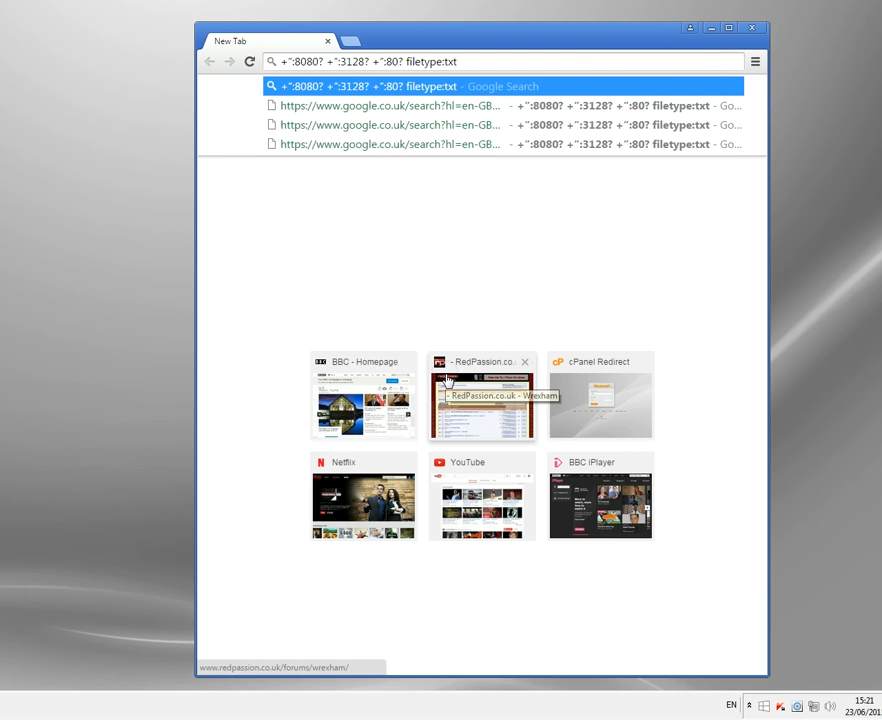 New Tab
+":8080? +":3128? +":80? filetype:txt
+":8080? +":3128? +":80? filetype:txt - Google Search
https://www.google.co.uk/search?hl=en-GB... - +":8080? +":3128? +":80? filetype:txt - Go...
https://www.google.co.uk/search?hl=en-GB... - +":8080? +":3128? +":80? filetype:txt - Go...
https://www.google.co.uk/search?hl=en-GB... - +":8080? +":3128? +":80? filetype:txt - Go...
BBC - Homepage
- RedPassion.co.
cPanel Redirect
- RedPassion.co.uk - Wrexham
Netflix
YouTube
BBC iPlayer
www.redpassion.co.uk/forums/wrexham/
EN
15:21
23/06/201